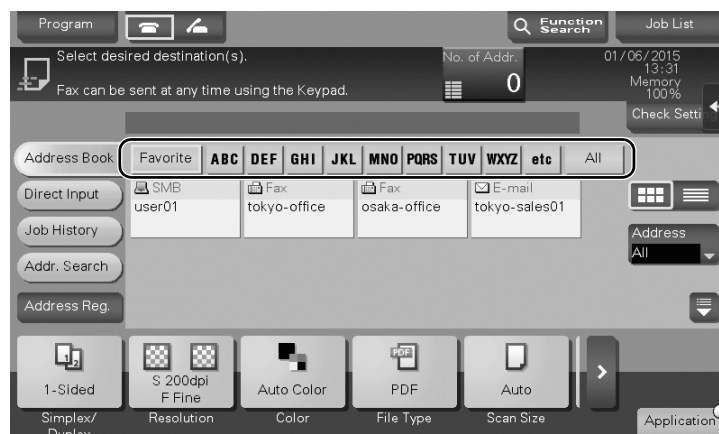 Program
Function
Search
Job List
Select desired destination(s).
Fax can be sent at any time using the Keypad.
No. of Addr.
0
01/06/2015
13:31
Memory
100%
Check Setti
Address Book
Favorite ABC DEF GHI JKL MNO PQRS TUV WXYZ etc All
Direct Input
SMB
user01
Fax
tokyo-office
Fax
osaka-office
E-mail
tokyo-sales01
Job History
Addr. Search
Address Reg.
Address
All
1 2
1-Sided
Simplex/
Duplex
S 200dpi
F Fine
Resolution
Auto Color
Color
PDF
PDF
File Type
Auto
Scan Size
Application